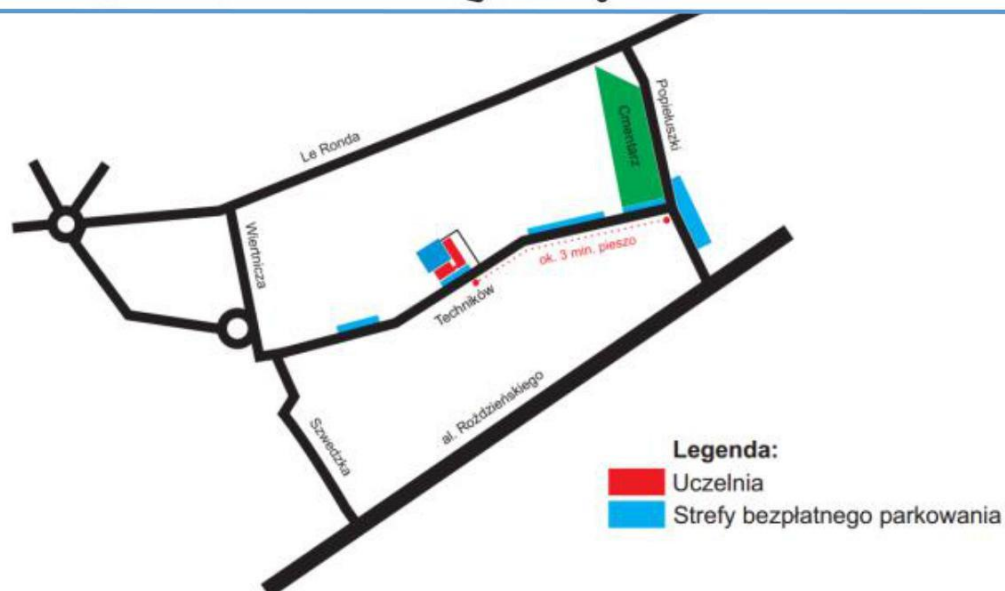 Le Ronda
Popiełuszki
Cmentarz
Wiertnicza
ok. 3 min. pieszo
Techników
al. Roździeńskiego
Szwedzka
Legenda:
Uczelnia
Strefy bezpłatnego parkowania